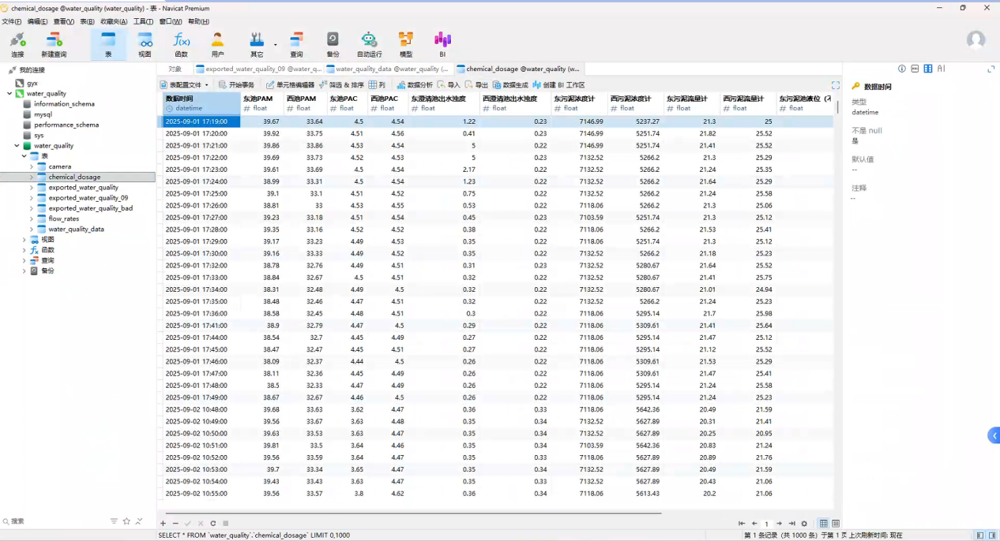 chemical_dosage @water_quality (water_quality) - 表 - Navicat Premium
文件(F) 编辑(E) 查看(V) 表(B) 收藏夹(A) 工具(T) 窗口(W) 帮助(H)
连接 新建查询 表 视图 函数 用户 其它 查询 备份 自动运行 模型 BI
我的连接
gyx
water_quality
information_schema
mysql
performance_schema
sys
water_quality
表
camera
chemical_dosage
exported_water_quality
exported_water_quality_09
exported_water_quality_bad
flow_rates
water_quality_data
视图
函数
查询
备份
搜索
对象 exported_water_quality_09 @water_q... water_quality_data @water_quality (... chemical_dosage @water_quality (w...
表配置文件 开始事务 单元格编辑器 筛选 & 排序 列 数据分析 导入 导出 数据生成 创建 BI 工作区
数据时间 东池PAM 西池PAM 东池PAC 西池PAC 东澄清池出水浊度 西澄清池出水浊度 东污泥浓度计 西污泥浓度计 东污泥流量计 西污泥流量计 东污泥池液位
datetime # float # float # float # float # float # float # float # float # float # float # float
2025-09-01 17:19:00 39.67 33.64 4.5 4.54 1.22 0.23 7146.99 5237.27 21.3 25
2025-09-01 17:20:00 39.92 33.75 4.51 4.56 0.41 0.23 7146.99 5251.74 21.82 25.52
2025-09-01 17:21:00 39.86 33.86 4.53 4.54 5 0.22 7146.99 5251.74 21.41 25.52
2025-09-01 17:22:00 39.69 33.73 4.52 4.53 5 0.22 7132.52 5266.2 21.3 25.29
2025-09-01 17:23:00 39.61 33.69 4.5 4.54 2.17 0.22 7132.52 5266.2 21.24 25.35
2025-09-01 17:24:00 38.99 33.31 4.5 4.54 1.23 0.22 7132.52 5266.2 21.64 25.29
2025-09-01 17:25:00 39.1 33.1 4.51 4.52 0.75 0.22 7132.52 5266.2 21.24 25.58
2025-09-01 17:26:00 38.81 33 4.53 4.55 0.53 0.22 7118.06 5266.2 21.3 25.06
2025-09-01 17:27:00 39.23 33.18 4.51 4.54 0.45 0.23 7103.59 5251.74 21.3 25.12
2025-09-01 17:28:00 39.35 33.16 4.52 4.52 0.38 0.22 7118.06 5266.2 21.53 25.41
2025-09-01 17:29:00 39.17 33.23 4.49 4.53 0.35 0.22 7118.06 5251.74 21.3 25.12
2025-09-01 17:30:00 39.16 33.33 4.49 4.52 0.35 0.22 7132.52 5266.2 21.18 25.23
2025-09-01 17:32:00 38.78 32.76 4.49 4.51 0.31 0.23 7132.52 5280.67 21.64 25.52
2025-09-01 17:33:00 38.84 32.67 4.5 4.51 0.32 0.22 7132.52 5280.67 21.41 25.75
2025-09-01 17:34:00 38.31 32.48 4.49 4.5 0.32 0.22 7132.52 5280.67 21.01 24.94
2025-09-01 17:35:00 38.48 32.46 4.47 4.51 0.32 0.22 7132.52 5266.2 21.24 25.23
2025-09-01 17:36:00 38.58 32.45 4.48 4.51 0.3 0.22 7118.06 5295.14 21.7 25.98
2025-09-01 17:41:00 38.9 32.79 4.47 4.5 0.29 0.22 7118.06 5309.61 21.41 25.64
2025-09-01 17:44:00 38.54 32.7 4.45 4.49 0.27 0.22 7118.06 5295.14 21.47 25.12
2025-09-01 17:45:00 38.47 32.47 4.45 4.51 0.27 0.22 7118.06 5295.14 21.12 25.52
2025-09-01 17:46:00 38.09 32.37 4.44 4.5 0.26 0.22 7118.06 5309.61 21.53 25.29
2025-09-01 17:47:00 38.11 32.36 4.45 4.49 0.26 0.22 7118.06 5309.61 21.47 25.41
2025-09-01 17:48:00 38.5 32.33 4.47 4.49 0.26 0.22 7118.06 5295.14 21.24 25.58
2025-09-01 17:49:00 38.67 32.67 4.46 4.5 0.26 0.22 7118.06 5295.14 21.24 25.23
2025-09-02 10:48:00 39.68 33.63 3.62 4.47 0.36 0.33 7118.06 5642.36 20.49 21.59
2025-09-02 10:49:00 39.56 33.67 3.63 4.48 0.35 0.34 7132.52 5627.89 20.31 21.41
2025-09-02 10:50:00 39.63 33.53 3.63 4.47 0.35 0.34 7132.52 5627.89 20.25 20.95
2025-09-02 10:51:00 39.81 33.5 3.64 4.46 0.35 0.34 7103.59 5642.36 20.83 21.24
2025-09-02 10:52:00 39.56 33.59 3.64 4.47 0.35 0.33 7118.06 5627.89 20.89 21.76
2025-09-02 10:53:00 39.7 33.34 3.65 4.47 0.35 0.34 7132.52 5627.89 20.49 21.59
2025-09-02 10:54:00 39.43 33.43 3.63 4.47 0.35 0.33 7132.52 5627.89 20.43 21.06
2025-09-02 10:55:00 39.56 33.57 3.8 4.62 0.36 0.34 7118.06 5613.43 20.2 21.06
数据时间
类型
datetime
不是 null
是
默认值
--
注释
--
1
SELECT * FROM `water_quality`.`chemical_dosage` LIMIT 0,1000
第 1 条记录（共 1000 条）于第 1 页 上次刷新时间: 现在